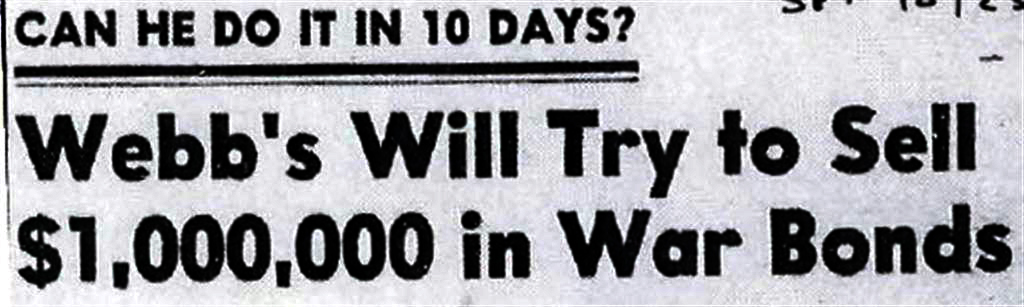 CAN HE DO IT IN 10 DAYS?
Webb's Will Try to Sell
$1,000,000 in War Bonds